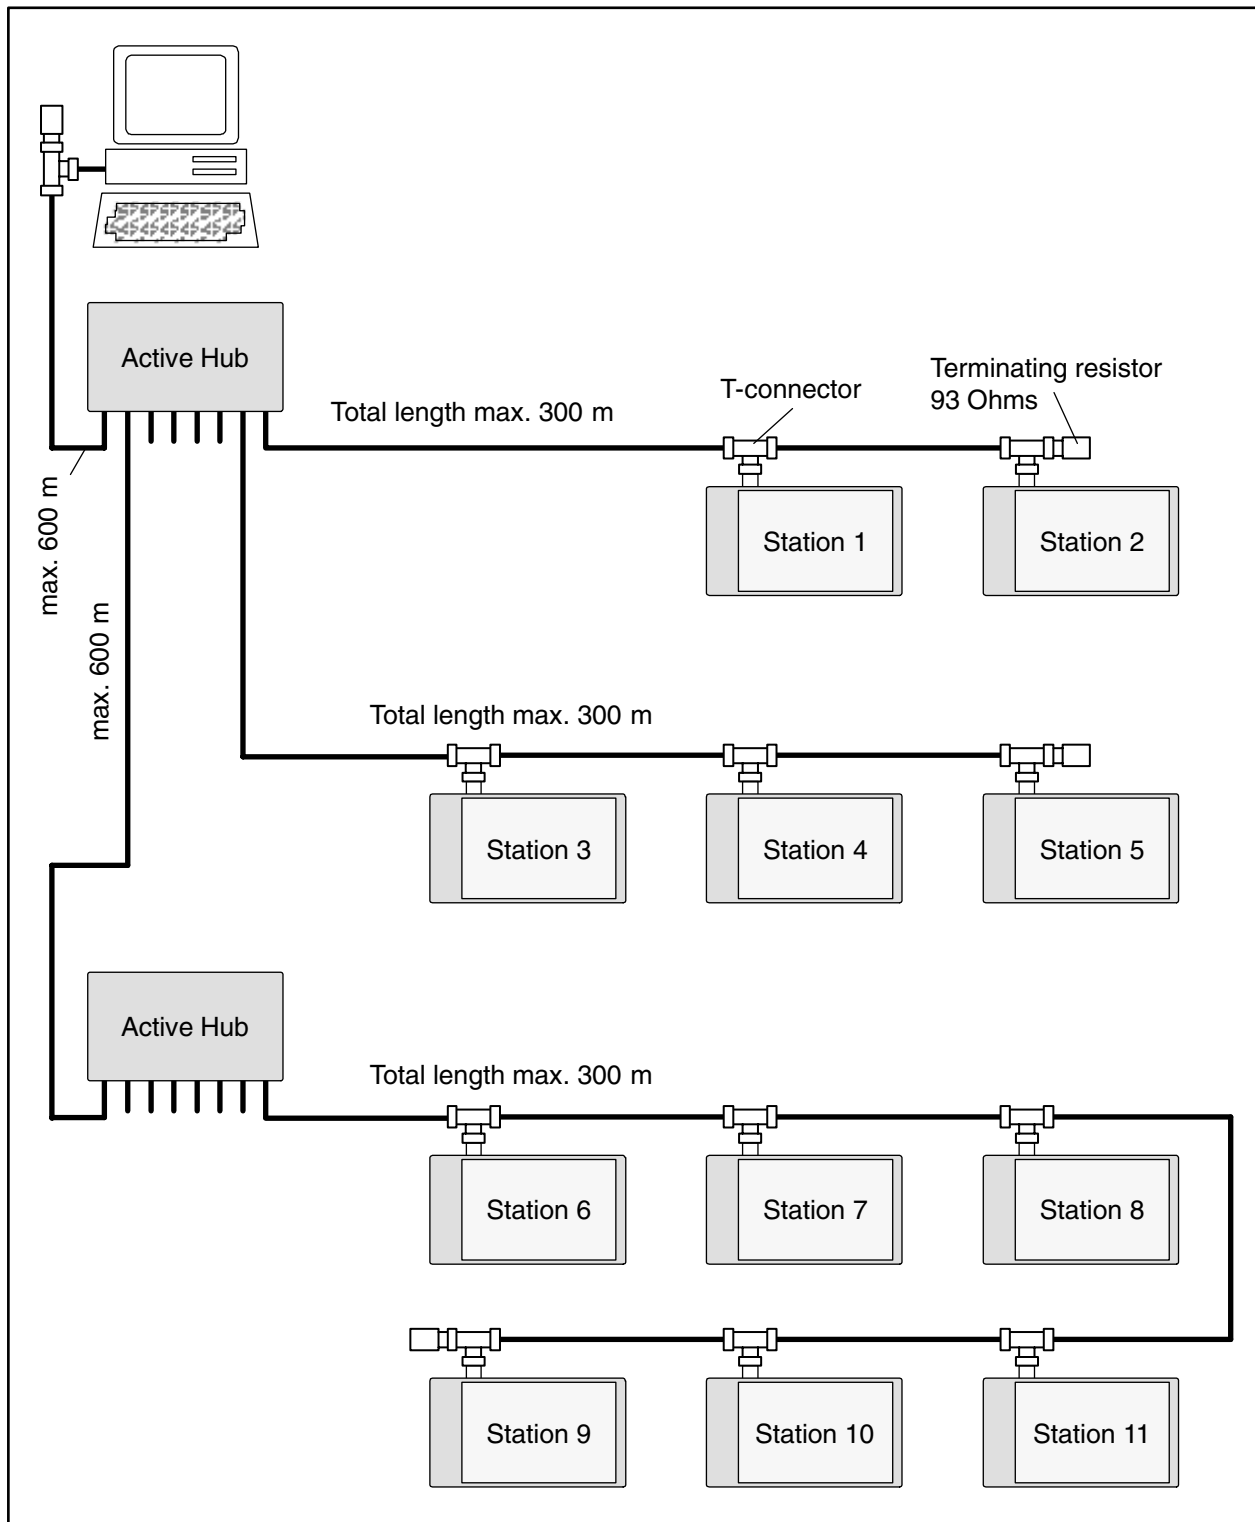 Active Hub
Total length max. 300 m
T-connector
Terminating resistor
93 Ohms
max. 600 m
max. 600 m
Station 1
Station 2
Total length max. 300 m
Station 3
Station 4
Station 5
Active Hub
Total length max. 300 m
Station 6
Station 7
Station 8
Station 9
Station 10
Station 11